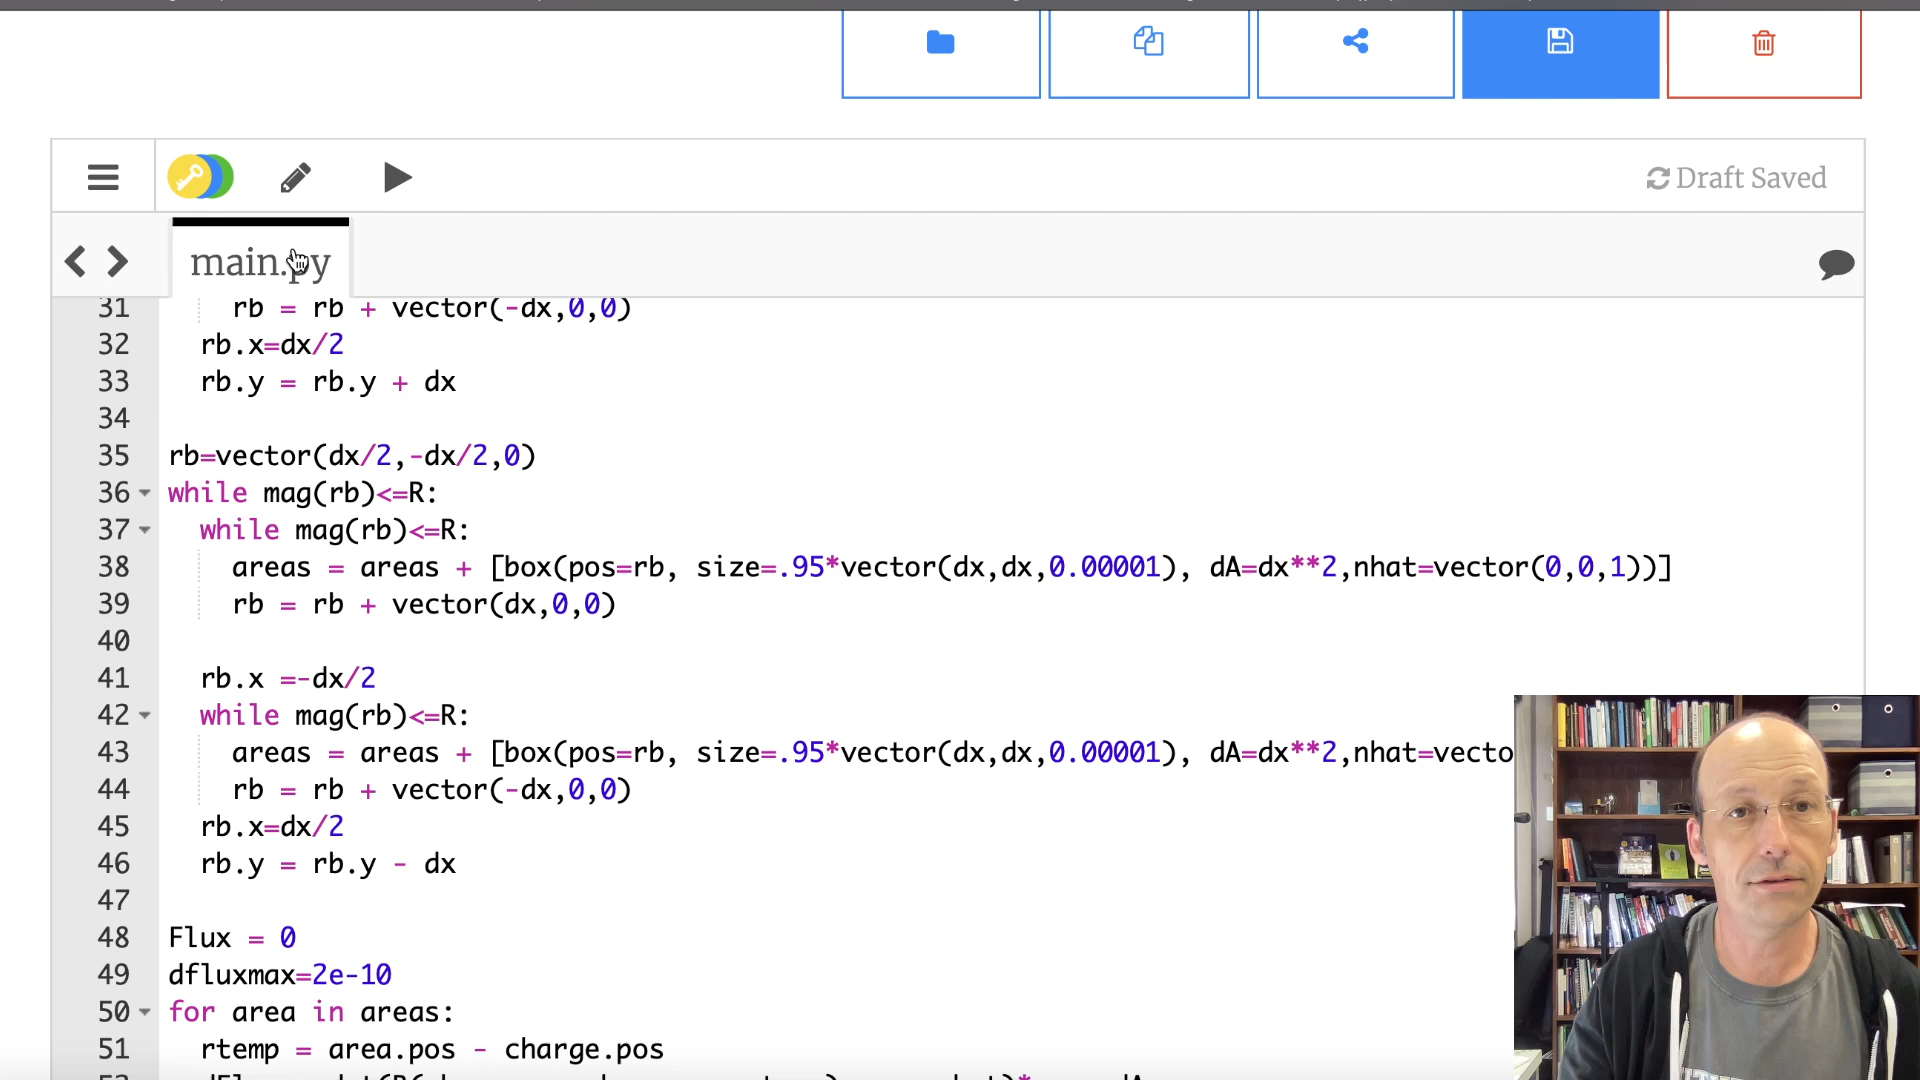 Draft Saved
main.py
31 rb = rb + vector(-dx,0,0)
32 rb.x=dx/2
33 rb.y = rb.y + dx
34
35 rb=vector(dx/2,-dx/2,0)
36 while mag(rb)<=R:
37 while mag(rb)<=R:
38 areas = areas + [box(pos=rb, size=.95*vector(dx,dx,0.00001), dA=dx**2,nhat=vector(0,0,1))]
39 rb = rb + vector(dx,0,0)
40
41 rb.x =-dx/2
42 while mag(rb)<=R:
43 areas = areas + [box(pos=rb, size=.95*vector(dx,dx,0.00001), dA=dx**2,nhat=vecto
44 rb = rb + vector(-dx,0,0)
45 rb.x=dx/2
46 rb.y = rb.y - dx
47
48 Flux = 0
49 dfluxmax=2e-10
50 for area in areas:
51 rtemp = area.pos - charge.pos